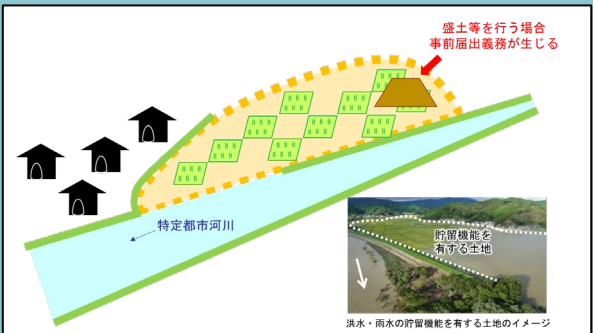 盛土等を行う場合
事前届出義務が生じる
特定都市河川
貯留機能を
有する土地
洪水・雨水の貯留機能を有する土地のイメージ